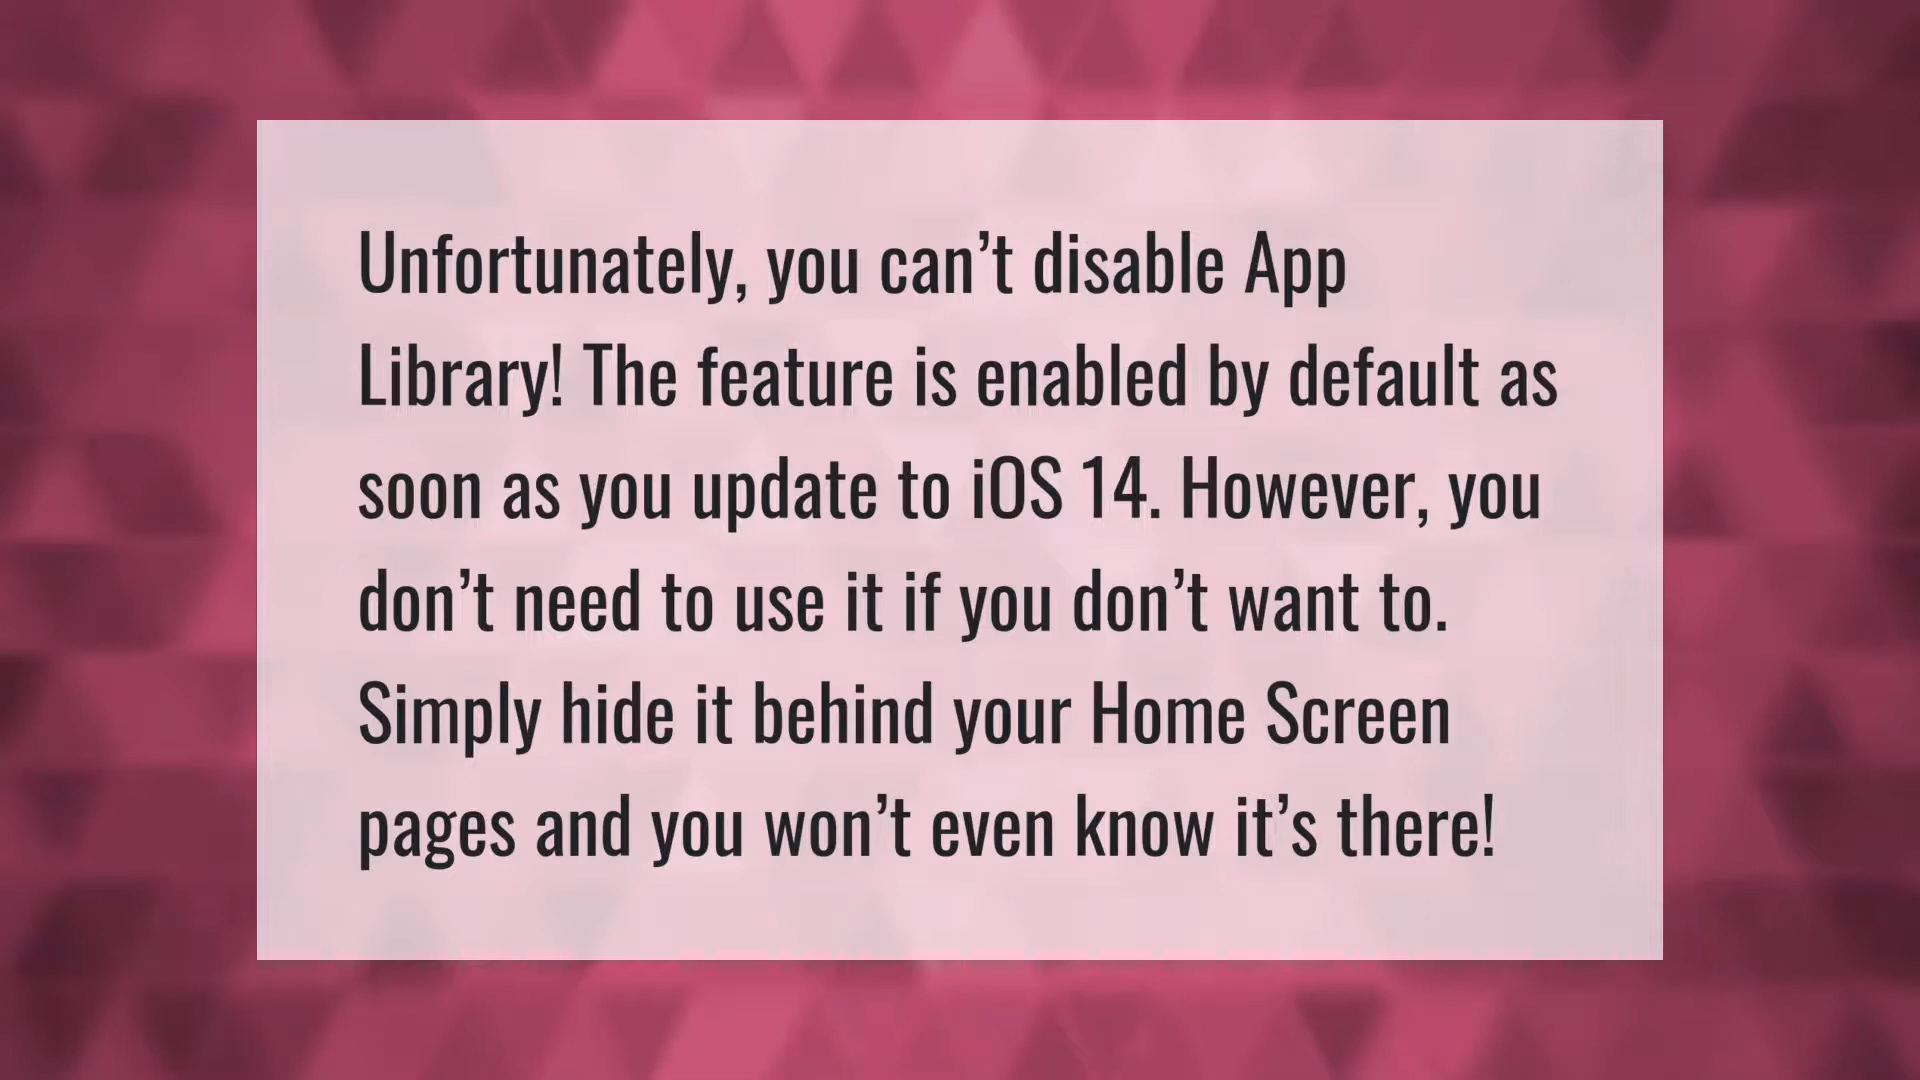 Unfortunately, you can’t disable App
Library! The feature is enabled by default as
soon as you update to iOS 14. However, you
don’t need to use it if you don’t want to.
Simply hide it behind your Home Screen
pages and you won’t even know it’s there!